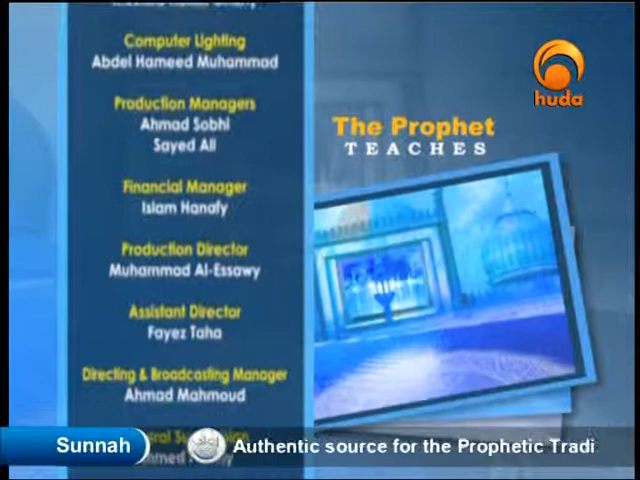 Computer Lighting
Abdel Hameed Muhammad
Production Managers
Ahmad Sobhi
Sayed Ali
Financial Manager
Islam Hanafy
Production Director
Muhammad Al-Essawy
Assistant Director
Fayez Taha
Directing & Broadcasting Manager
Ahmad Mahmoud
The Prophet
TEACHES
huda
Sunnah
Authentic source for the Prophetic Tradi